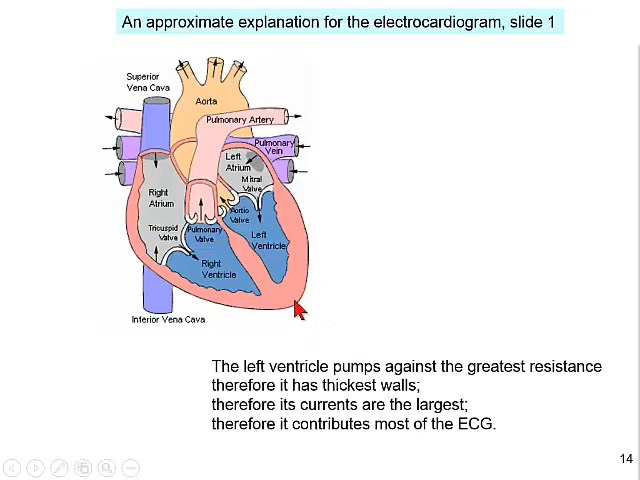 An approximate explanation for the electrocardiogram, slide 1
Superior
Vena Cava
Aorta
Pulmonary Artery
Pulmonary
Vein
Left
Atrium
Mitral
Valve
Right
Atrium
Aortic
Valve
Tricuspid
Valve
Pulmonary
Valve
Left
Ventricle
Right
Ventricle
Inferior Vena Cava
The left ventricle pumps against the greatest resistance
therefore it has thickest walls;
therefore its currents are the largest;
therefore it contributes most of the ECG.
14